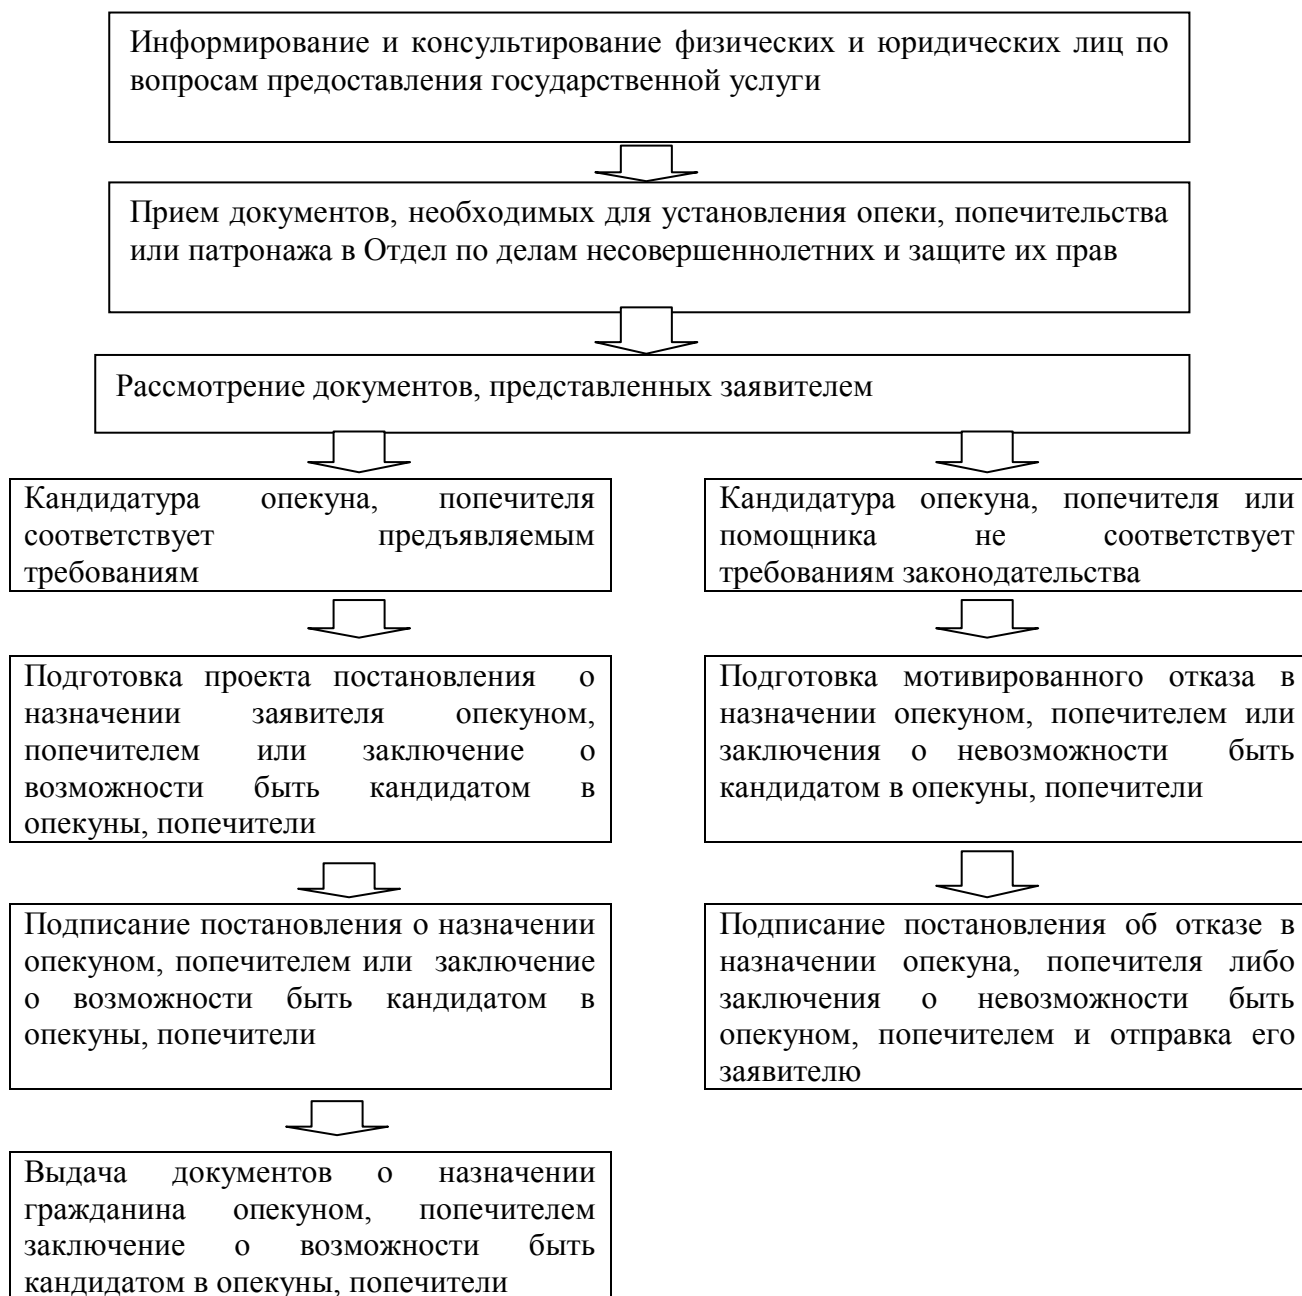 Информирование и консультирование физических и юридических лиц по
вопросам предоставления государственной услуги
Прием документов, необходимых для установления опеки, попечительства
или патронажа в Отдел по делам несовершеннолетних и защите их прав
Рассмотрение документов, представленных заявителем
Кандидатура опекуна, попечителя
соответствует предъявляемым
требованиям
Кандидатура опекуна, попечителя или
помощника не соответствует
требованиям законодательства
Подготовка проекта постановления о
назначении заявителя опекуном,
попечителем или заключение о
возможности быть кандидатом в
опекуны, попечители
Подготовка мотивированного отказа в
назначении опекуном, попечителем или
заключения о невозможности быть
кандидатом в опекуны, попечители
Подписание постановления о назначении
опекуном, попечителем или заключение
о возможности быть кандидатом в
опекуны, попечители
Подписание постановления об отказе в
назначении опекуна, попечителя либо
заключения о невозможности быть
опекуном, попечителем и отправка его
заявителю
Выдача документов о назначении
гражданина опекуном, попечителем
заключение о возможности быть
кандидатом в опекуны, попечители